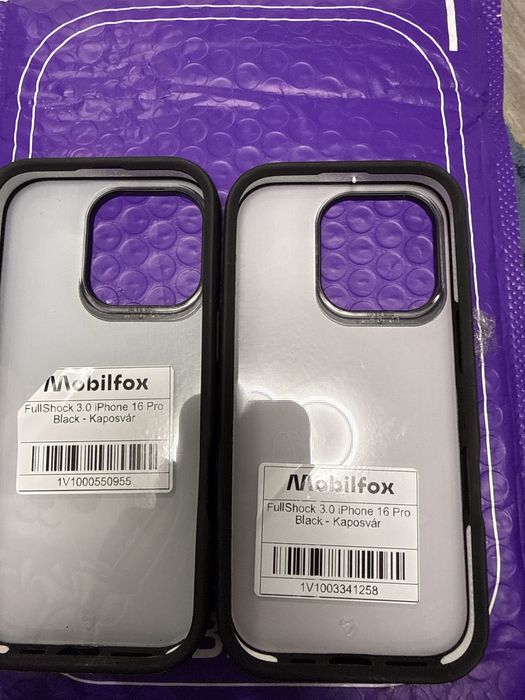 Mobilfox
FullShock 3.0 iPhone 16 Pro
Black - Kaposvár
1V1000550955
Mobilfox
FullShock 3.0 iPhone 16 Pro
Black - Kaposvár
1V1003341258